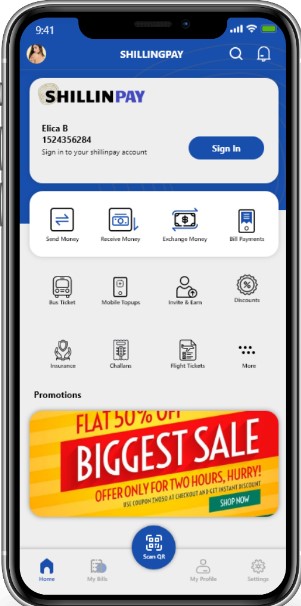 9:41
SHILLINGPAY
SHILLINPAY
Elica B
1524356284
Sign in to your shillinpay account
Sign In
Send Money
Receive Money
Exchange Money
Bill Payments
Bus Ticket
Mobile Topups
Invite & Earn
Discounts
Insurance
Challans
Flight Tickets
More
Promotions
FLAT 50% OFF
BIGGEST SALE
OFFER ONLY FOR TWO HOURS, HURRY!
USE COUPON AT CHECKOUT AND GET INSTANT DISCOUNT
SHOP NOW
Scan QR
Home
My Bills
My Profile
Settings